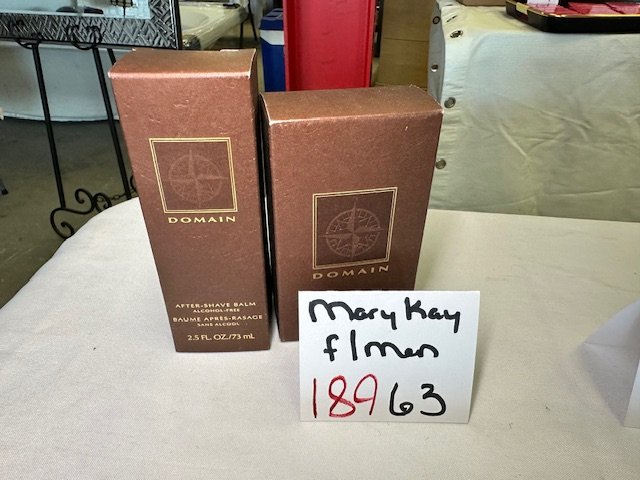 DOMAIN
AFTER-SHAVE BALM
ALCOHOL-FREE
BAUME APRÈS-RASAGE
SANS ALCOOL
2.5 FL. OZ./73 mL
DOMAIN
Mary Kay
f/men
18963